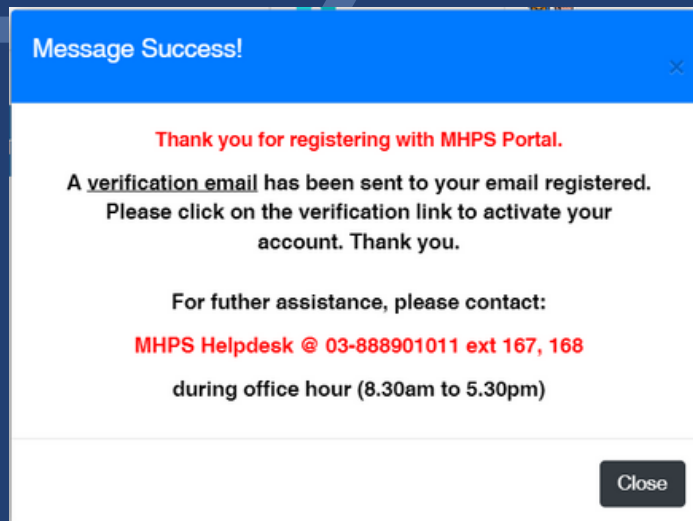 Message Success!
×
Thank you for registering with MHPS Portal.
A verification email has been sent to your email registered.
Please click on the verification link to activate your
account. Thank you.
For futher assistance, please contact:
MHPS Helpdesk @ 03-888901011 ext 167, 168
during office hour (8.30am to 5.30pm)
Close